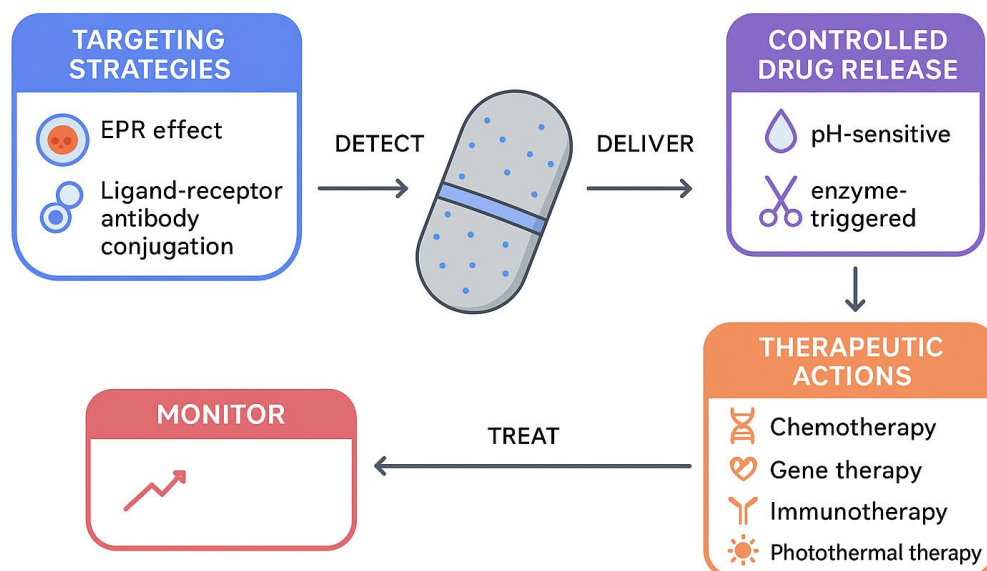 TARGETING
STRATEGIES
EPR effect
Ligand-receptor
antibody
conjugation
DETECT
DELIVER
CONTROLLED
DRUG RELEASE
pH-sensitive
enzyme-
triggered
THERAPEUTIC
ACTIONS
Chemotherapy
Gene therapy
Immunotherapy
Photothermal therapy
TREAT
MONITOR